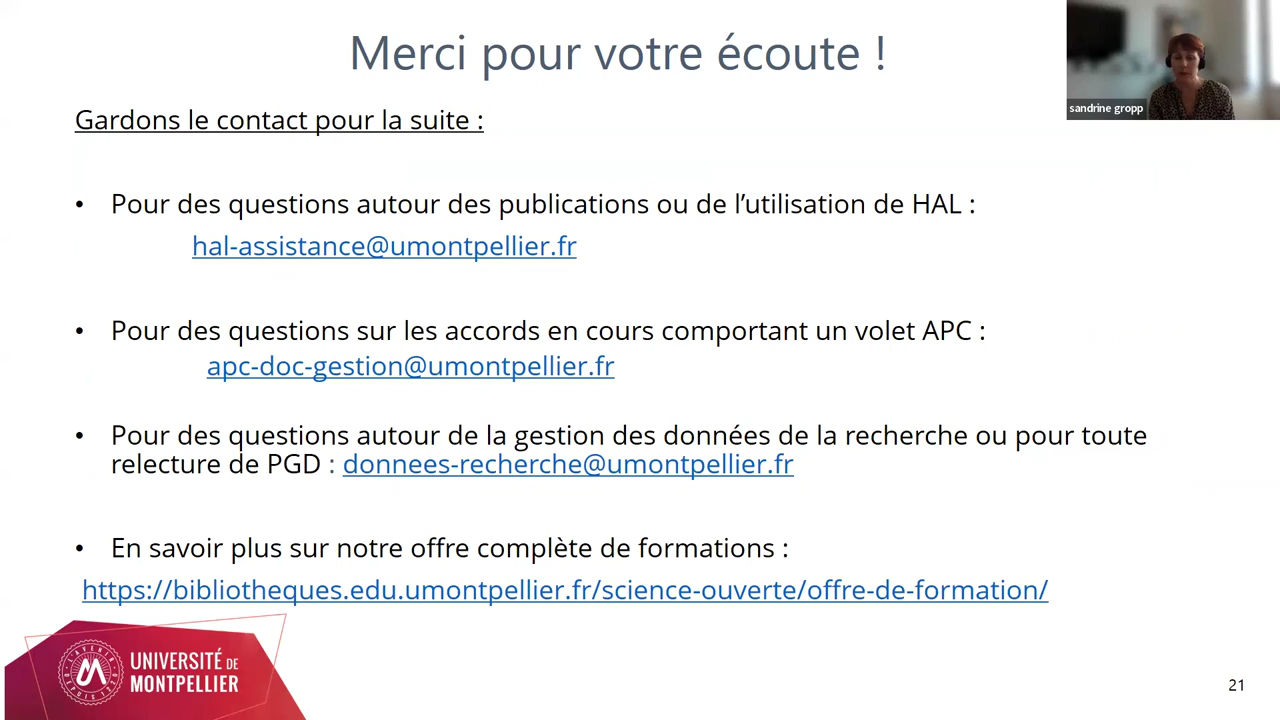 Merci pour votre écoute !
sandrine gropp
Gardons le contact pour la suite :
• Pour des questions autour des publications ou de l’utilisation de HAL :
hal-assistance@umontpellier.fr
• Pour des questions sur les accords en cours comportant un volet APC :
apc-doc-gestion@umontpellier.fr
• Pour des questions autour de la gestion des données de la recherche ou pour toute
relecture de PGD : donnees-recherche@umontpellier.fr
• En savoir plus sur notre offre complète de formations :
https://bibliotheques.edu.umontpellier.fr/science-ouverte/offre-de-formation/
L'AVENIR
DEPUIS 1220
UNIVERSITÉ DE
MONTPELLIER
21